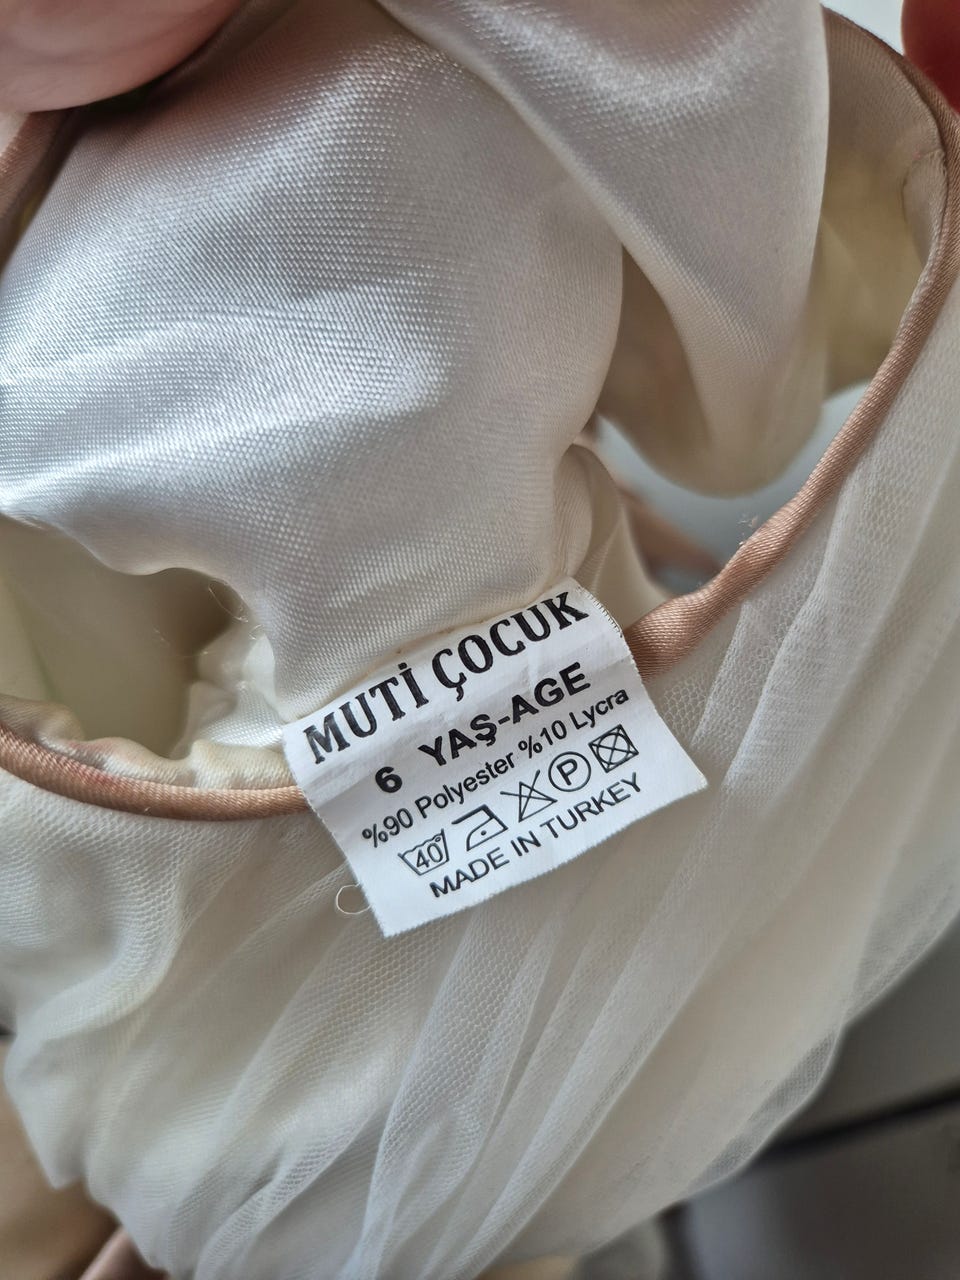 MUTİ ÇOCUK
6 YAŞ-AGE
%90 Polyester %10 Lycra
40° P
MADE IN TURKEY